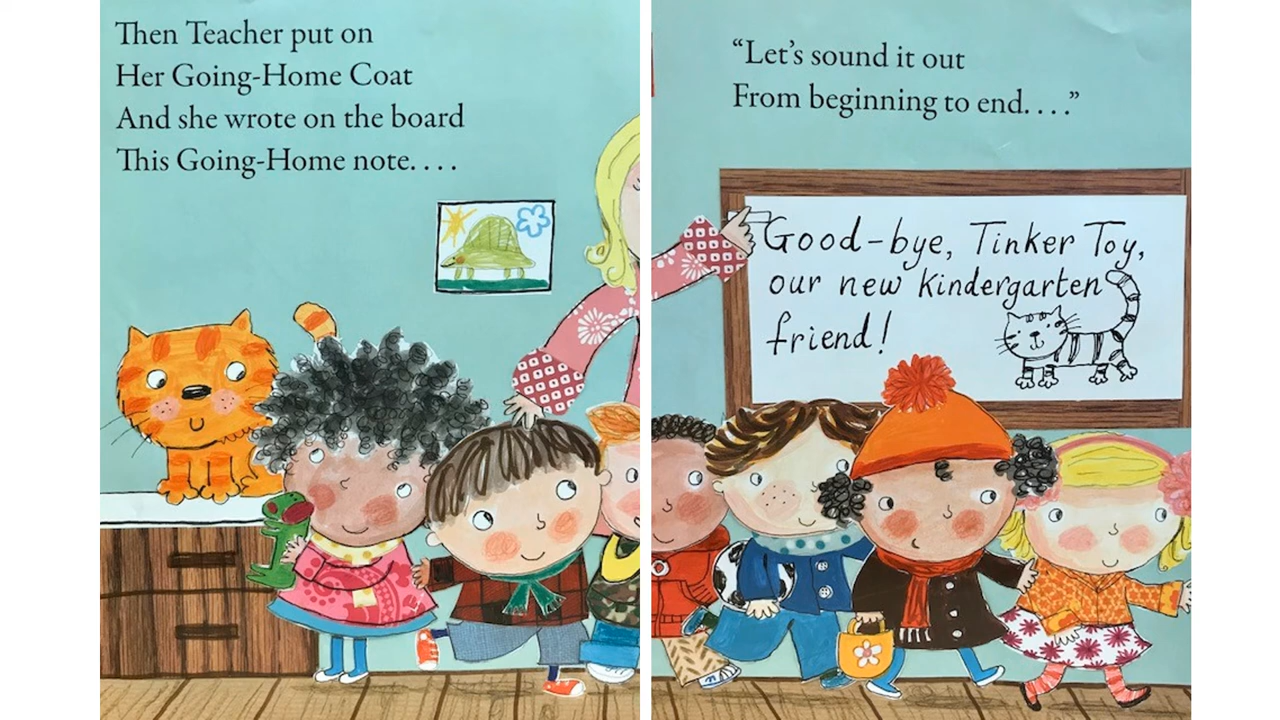 Then Teacher put on
Her Going-Home Coat
And she wrote on the board
This Going-Home note. . . .
“Let’s sound it out
From beginning to end. . . .”
Good-bye, Tinker Toy,
our new kindergarten
friend!